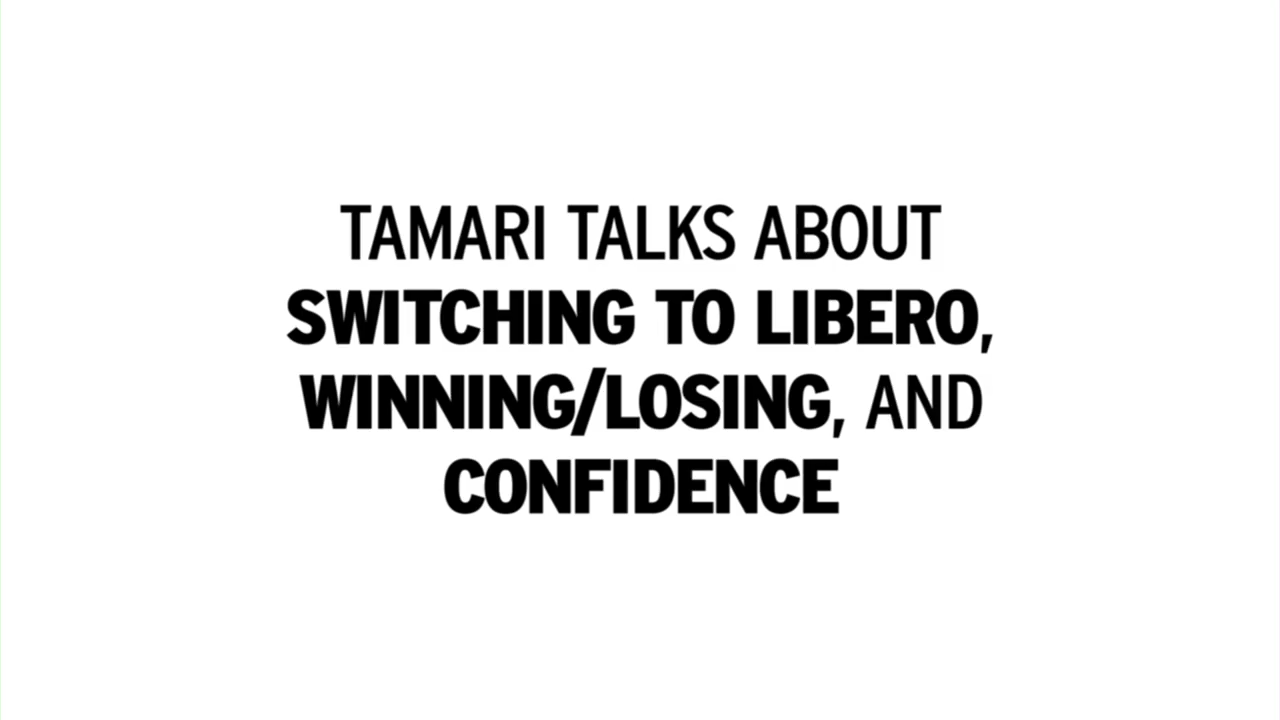 TAMARI TALKS ABOUT
SWITCHING TO LIBERO,
WINNING/LOSING, AND
CONFIDENCE